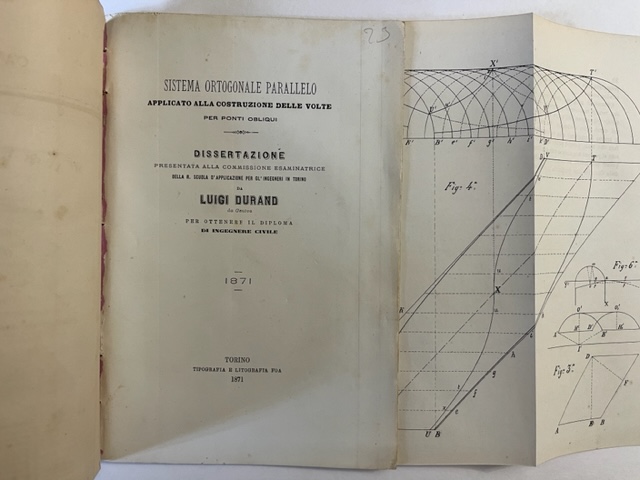 23.
SISTEMA ORTOGONALE PARALLELO
APPLICATO ALLA COSTRUZIONE DELLE VOLTE
PER PONTI OBLIQUI
DISSERTAZIONE
PRESENTATA ALLA COMMISSIONE ESAMINATRICE
DELLA R. SCUOLA D'APPLICAZIONE PER GL'INGEGNERI IN TORINO
DA
LUIGI DURAND
da Genova
PER OTTENERE IL DIPLOMA
DI INGEGNERE CIVILE
1871
TORINO
TIPOGRAFIA E LITOGRAFIA FOA
1871
X' T'
Fig.ª 4.ª
T
X
h
g
U B
Fig.ª 6.ª
Fig.ª 3.ª
D
F
A B B